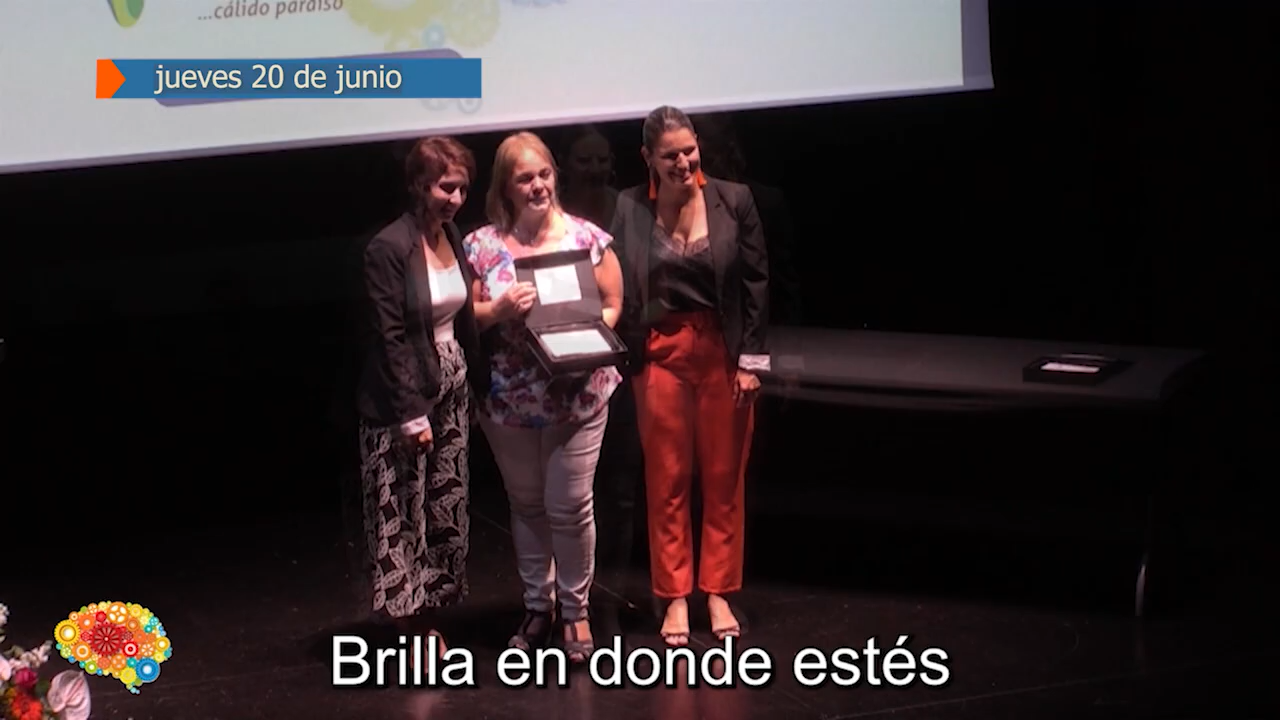 ...cálido paraíso
jueves 20 de junio
Brilla en donde estés